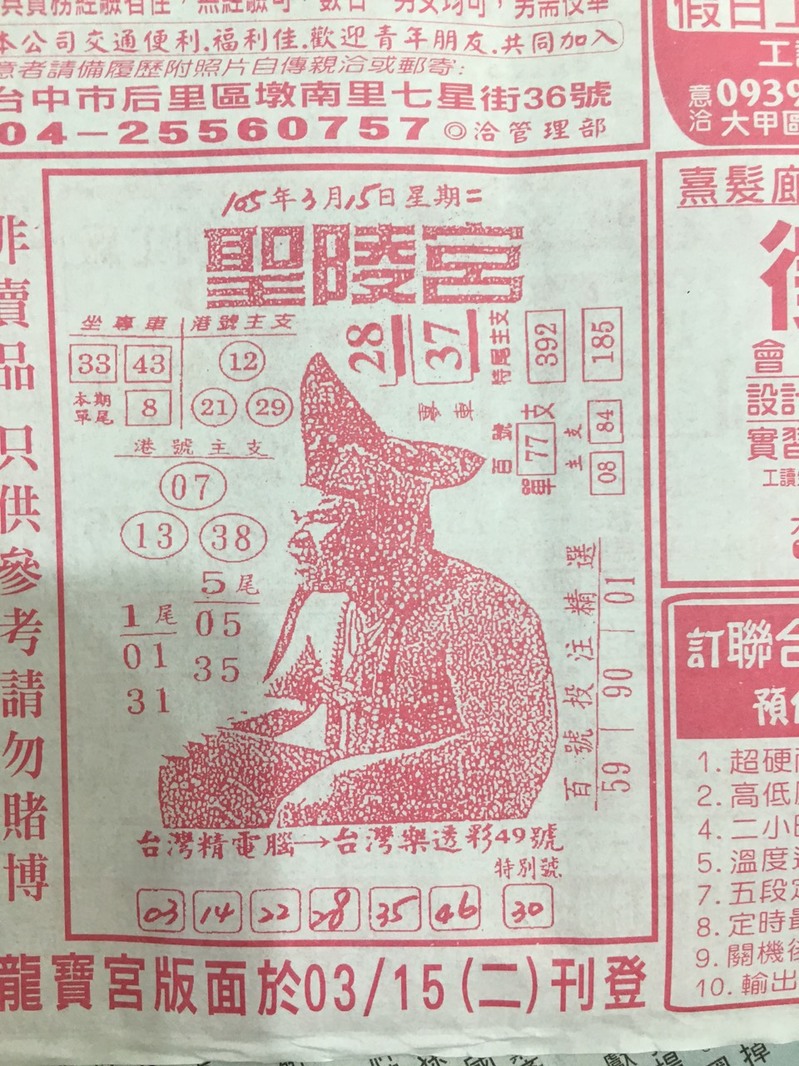 本公司交通便利.福利佳.歡迎青年朋友.共同加入
意者請備履歷附照片自傳親洽或郵寄:
台中市后里區墩南里七星街36號
04-25560757◎洽管理部
假日
工
意洽
0939
大甲
熹髮廊
會
設計
實習
工讀
訂聯合
預
1. 超硬
2. 高低
4. 二小
5. 溫度
7. 五段
8. 定時
9. 關機
10. 輸出
非賣品 只供參考請勿賭博
105年3月15日星期二
聖陵宮
坐專車
33 43
本期單尾 8
港號主支
12
21 29
28
37
專車
特尾主支
392
185
百號單支
77
主支
08 84
港號主支
07
13 38
1尾
01
31
5尾
05
35
百號投注精選
59 | 90 | 01
台灣精電腦→台灣樂透彩49號
特別號
03 14 22 28 35 46 30
龍寶宮版面於03/15(二)刊登